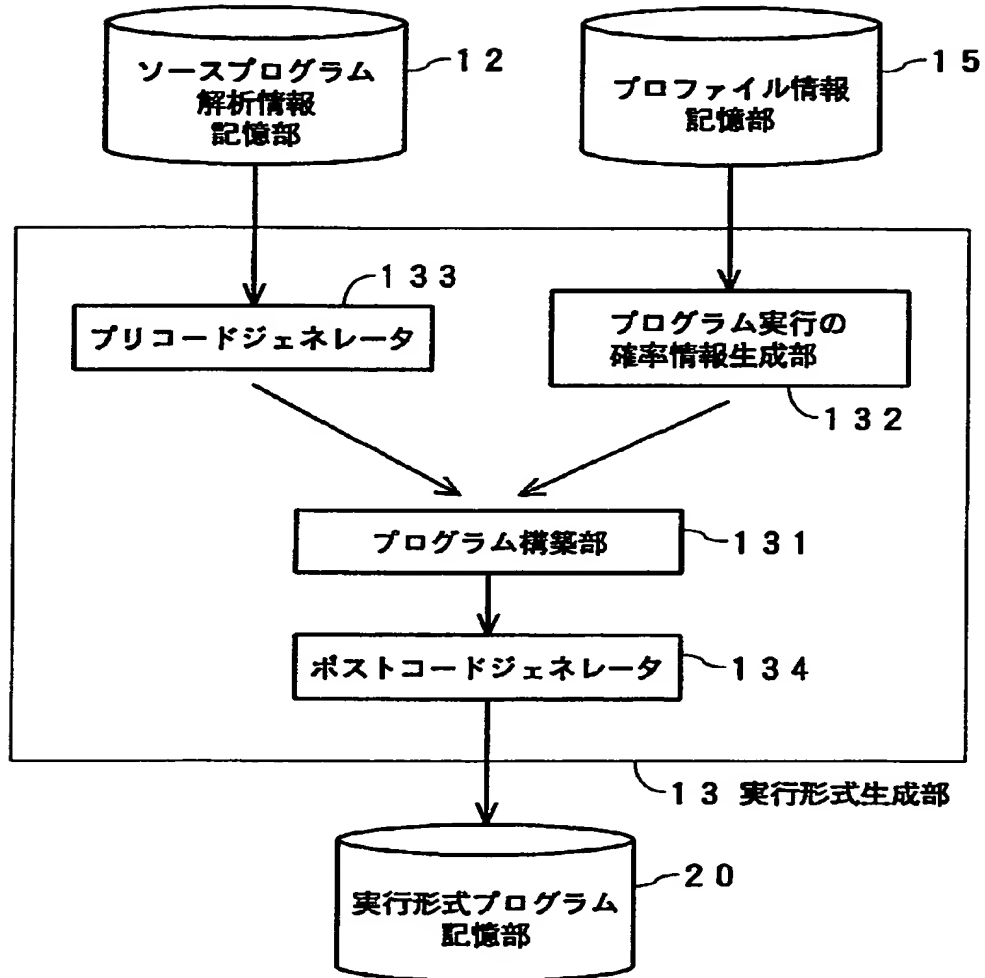 ソースプログラム
解析情報
記憶部
１２
プロファイル情報
記憶部
１５
１３３
プリコードジェネレータ
プログラム実行の
確率情報生成部
１３２
プログラム構築部
１３１
ポストコードジェネレータ
１３４
１３ 実行形式生成部
２０
実行形式プログラム
記憶部